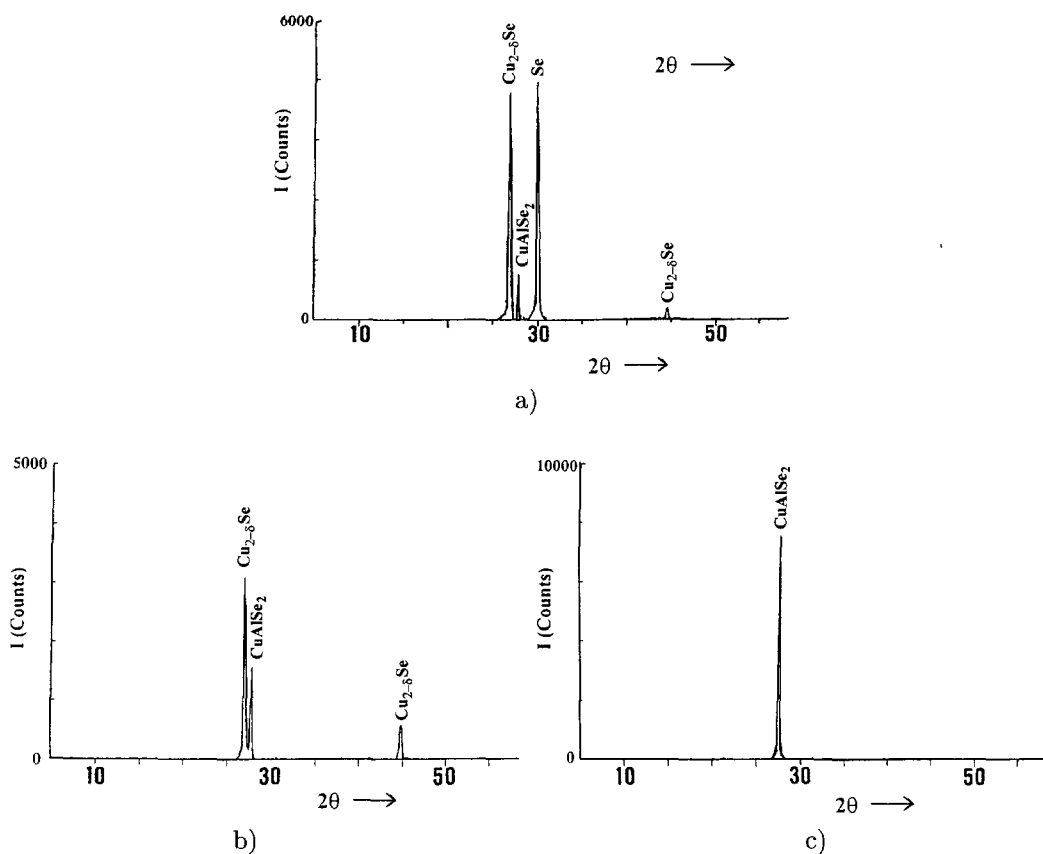 6000
I (Counts)
0
Cu₂₋δSe
CuAlSe₂
Se
Cu₂₋δSe
2θ →
10 30 50
2θ →
a)
5000
I (Counts)
0
Cu₂₋δSe
CuAlSe₂
Cu₂₋δSe
10 30 50
2θ →
b)
10000
I (Counts)
0
CuAlSe₂
10 30 50
2θ →
c)